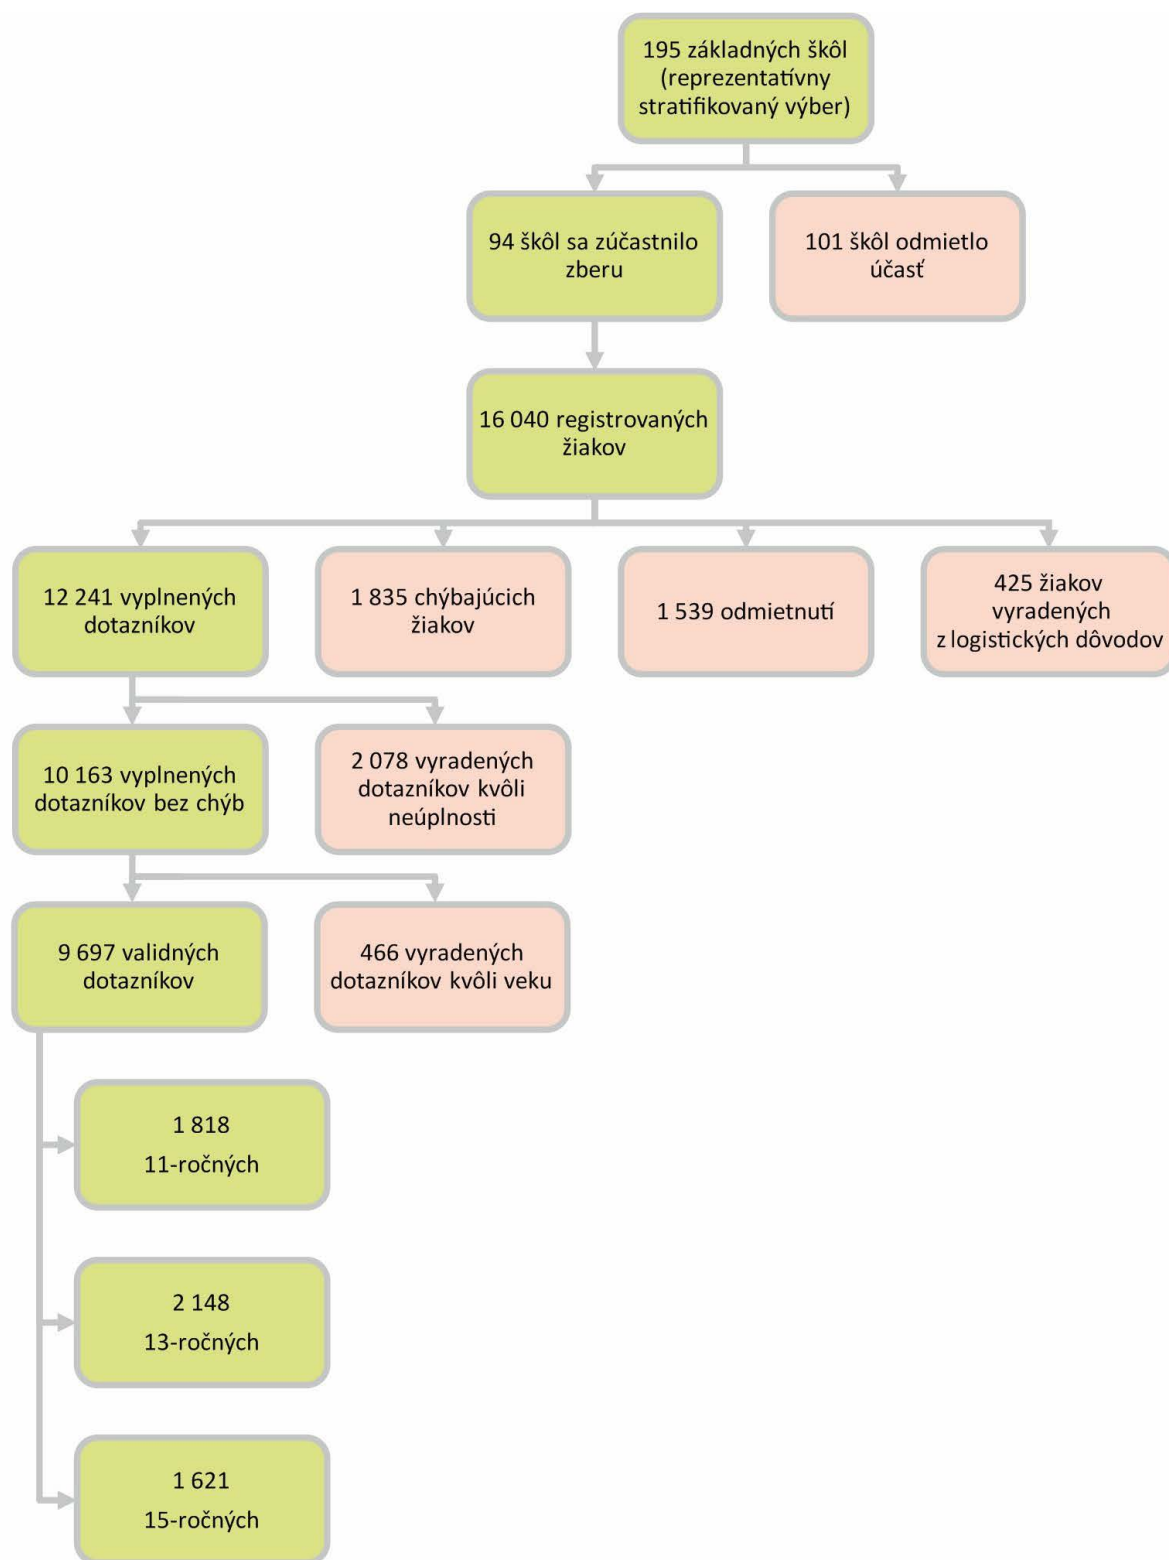 195 základných škôl
(reprezentatívny
stratifikovaný výber)
94 škôl sa zúčastnilo
zberu
101 škôl odmietlo
účasť
16 040 registrovaných
žiakov
12 241 vyplnených
dotazníkov
1 835 chýbajúcich
žiakov
1 539 odmietnutí
425 žiakov
vyradených
z logistických dôvodov
10 163 vyplnených
dotazníkov bez chýb
2 078 vyradených
dotazníkov kvôli
neúplnosti
9 697 validných
dotazníkov
466 vyradených
dotazníkov kvôli veku
1 818
11-ročných
2 148
13-ročných
1 621
15-ročných